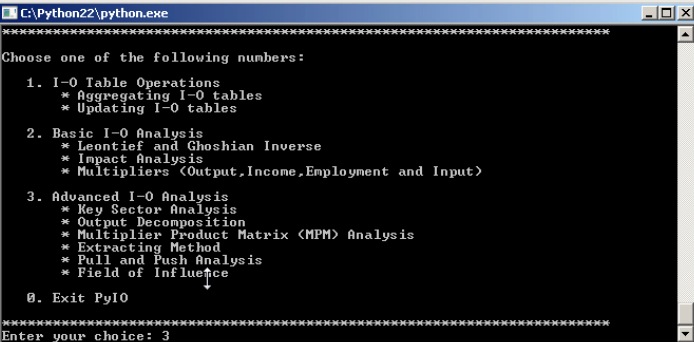 C:\Python22\python.exe
*****************************************************************************
Choose one of the following numbers:
1. I-O Table Operations
* Aggregating I-O tables
* Updating I-O tables
2. Basic I-O Analysis
* Leontief and Ghoshian Inverse
* Impact Analysis
* Multipliers (Output,Income,Employment and Input)
3. Advanced I-O Analysis
* Key Sector Analysis
* Output Decomposition
* Multiplier Product Matrix (MPM) Analysis
* Extracting Method
* Pull and Push Analysis
* Field of Influence
0. Exit PyIO
*****************************************************************************
Enter your choice: 3